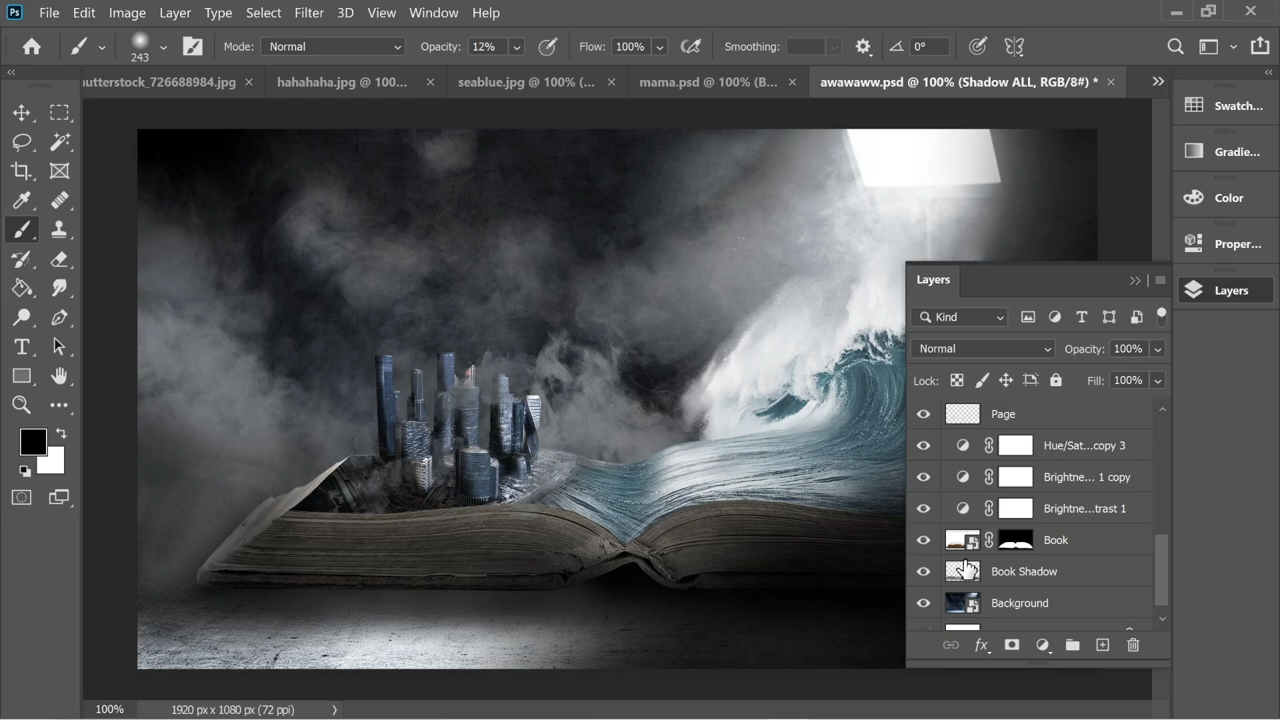 Ps File Edit Image Layer Type Select Filter 3D View Window Help
243 Mode: Normal Opacity: 12% Flow: 100% Smoothing: 0°
utterstock_726688984.jpg hahahaha.jpg @ 100... seablue.jpg @ 100% (... mama.psd @ 100% (B... awawaww.psd @ 100% (Shadow ALL, RGB/8#) *
Swatch...
Gradie...
Color
Proper...
Layers
Layers
Kind
Normal Opacity: 100%
Lock: Fill: 100%
Page
Hue/Sat...copy 3
Brightne... 1 copy
Brightne...trast 1
Book
Book Shadow
Background
fx
100% 1920 px x 1080 px (72 ppi)